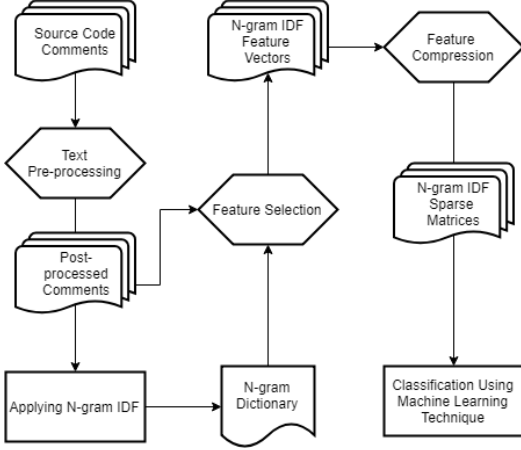 Source Code
Comments
Text
Pre-processing
Post-
processed
Comments
Applying N-gram IDF
N-gram
Dictionary
Feature Selection
N-gram IDF
Feature
Vectors
Feature
Compression
N-gram IDF
Sparse
Matrices
Classification Using
Machine Learning
Technique